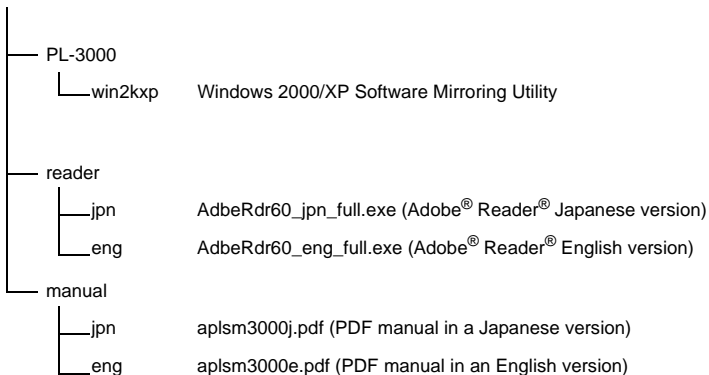 PL-3000
win2kxp Windows 2000/XP Software Mirroring Utility
reader
jpn AdbeRdr60_jpn_full.exe (Adobe® Reader® Japanese version)
eng AdbeRdr60_eng_full.exe (Adobe® Reader® English version)
manual
jpn aplsm3000j.pdf (PDF manual in a Japanese version)
eng aplsm3000e.pdf (PDF manual in an English version)